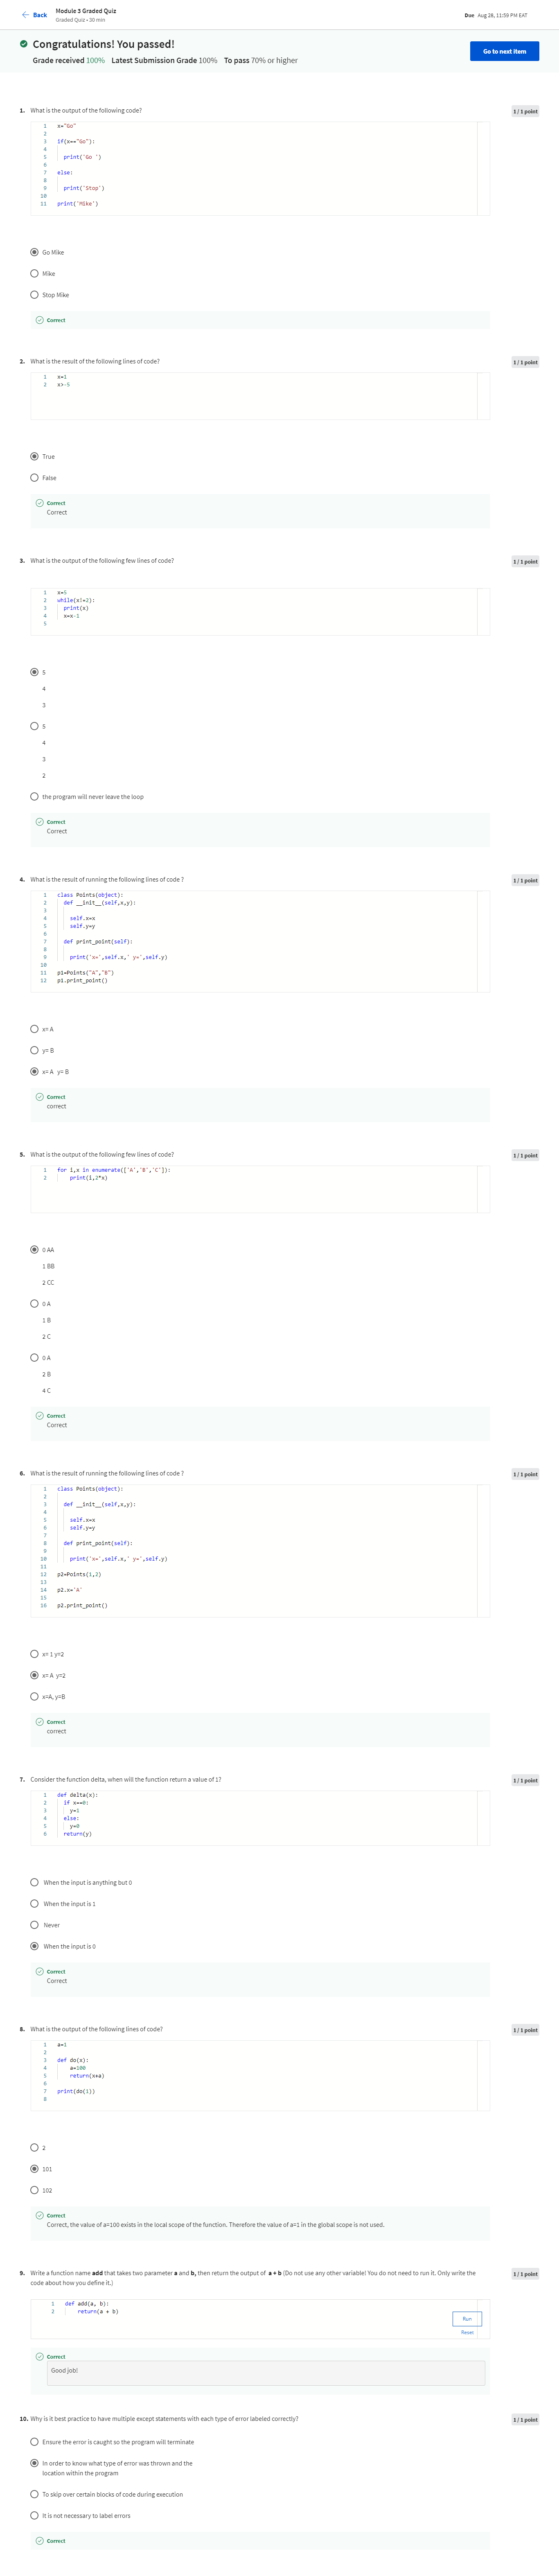 Back
Module 3 Graded Quiz
Graded Quiz • 30 min
Due Aug 28, 11:59 PM EAT
Congratulations! You passed!
Grade received 100% Latest Submission Grade 100% To pass 70% or higher
Go to next item
1. What is the output of the following code?
1 / 1 point
1 x="Go"
2
3 if(x=="Go"):
4
5 print('Go ')
6
7 else:
8
9 print('Stop')
10
11 print('Mike')
Go Mike
Mike
Stop Mike
Correct
2. What is the result of the following lines of code?
1 / 1 point
1 x=1
2 x>-5
True
False
Correct
Correct
3. What is the output of the following few lines of code?
1 / 1 point
1 x=5
2 while(x!=2):
3 print(x)
4 x=x-1
5
5
4
3
5
4
3
2
the program will never leave the loop
Correct
Correct
4. What is the result of running the following lines of code ?
1 / 1 point
1 class Points(object):
2 def __init__(self,x,y):
3
4 self.x=x
5 self.y=y
6
7 def print_point(self):
8
9 print('x=',self.x,' y=',self.y)
10
11 p1=Points("A","B")
12 p1.print_point()
x= A
y= B
x= A y= B
Correct
correct
5. What is the output of the following few lines of code?
1 / 1 point
1 for i,x in enumerate(['A','B','C']):
2 print(i,2*x)
0 AA
1 BB
2 CC
0 A
1 B
2 C
0 A
2 B
4 C
Correct
Correct
6. What is the result of running the following lines of code ?
1 / 1 point
1 class Points(object):
2
3 def __init__(self,x,y):
4
5 self.x=x
6 self.y=y
7
8 def print_point(self):
9
10 print('x=',self.x,' y=',self.y)
11
12 p2=Points(1,2)
13
14 p2.x='A'
15
16 p2.print_point()
x= 1 y=2
x= A y=2
x=A, y=B
Correct
correct
7. Consider the function delta, when will the function return a value of 1?
1 / 1 point
1 def delta(x):
2 if x==0:
3 y=1
4 else:
5 y=0
6 return(y)
When the input is anything but 0
When the input is 1
Never
When the input is 0
Correct
Correct
8. What is the output of the following lines of code?
1 / 1 point
1 a=1
2
3 def do(x):
4 a=100
5 return(x+a)
6
7 print(do(1))
8
2
101
102
Correct
Correct, the value of a=100 exists in the local scope of the function. Therefore the value of a=1 in the global scope is not used.
9. Write a function name add that takes two parameter a and b, then return the output of a + b (Do not use any other variable! You do not need to run it. Only write the
code about how you define it.)
1 / 1 point
1 def add(a, b):
2 return(a + b)
Run
Reset
Correct
Good job!
10. Why is it best practice to have multiple except statements with each type of error labeled correctly?
1 / 1 point
Ensure the error is caught so the program will terminate
In order to know what type of error was thrown and the
location within the program
To skip over certain blocks of code during execution
It is not necessary to label errors
Correct